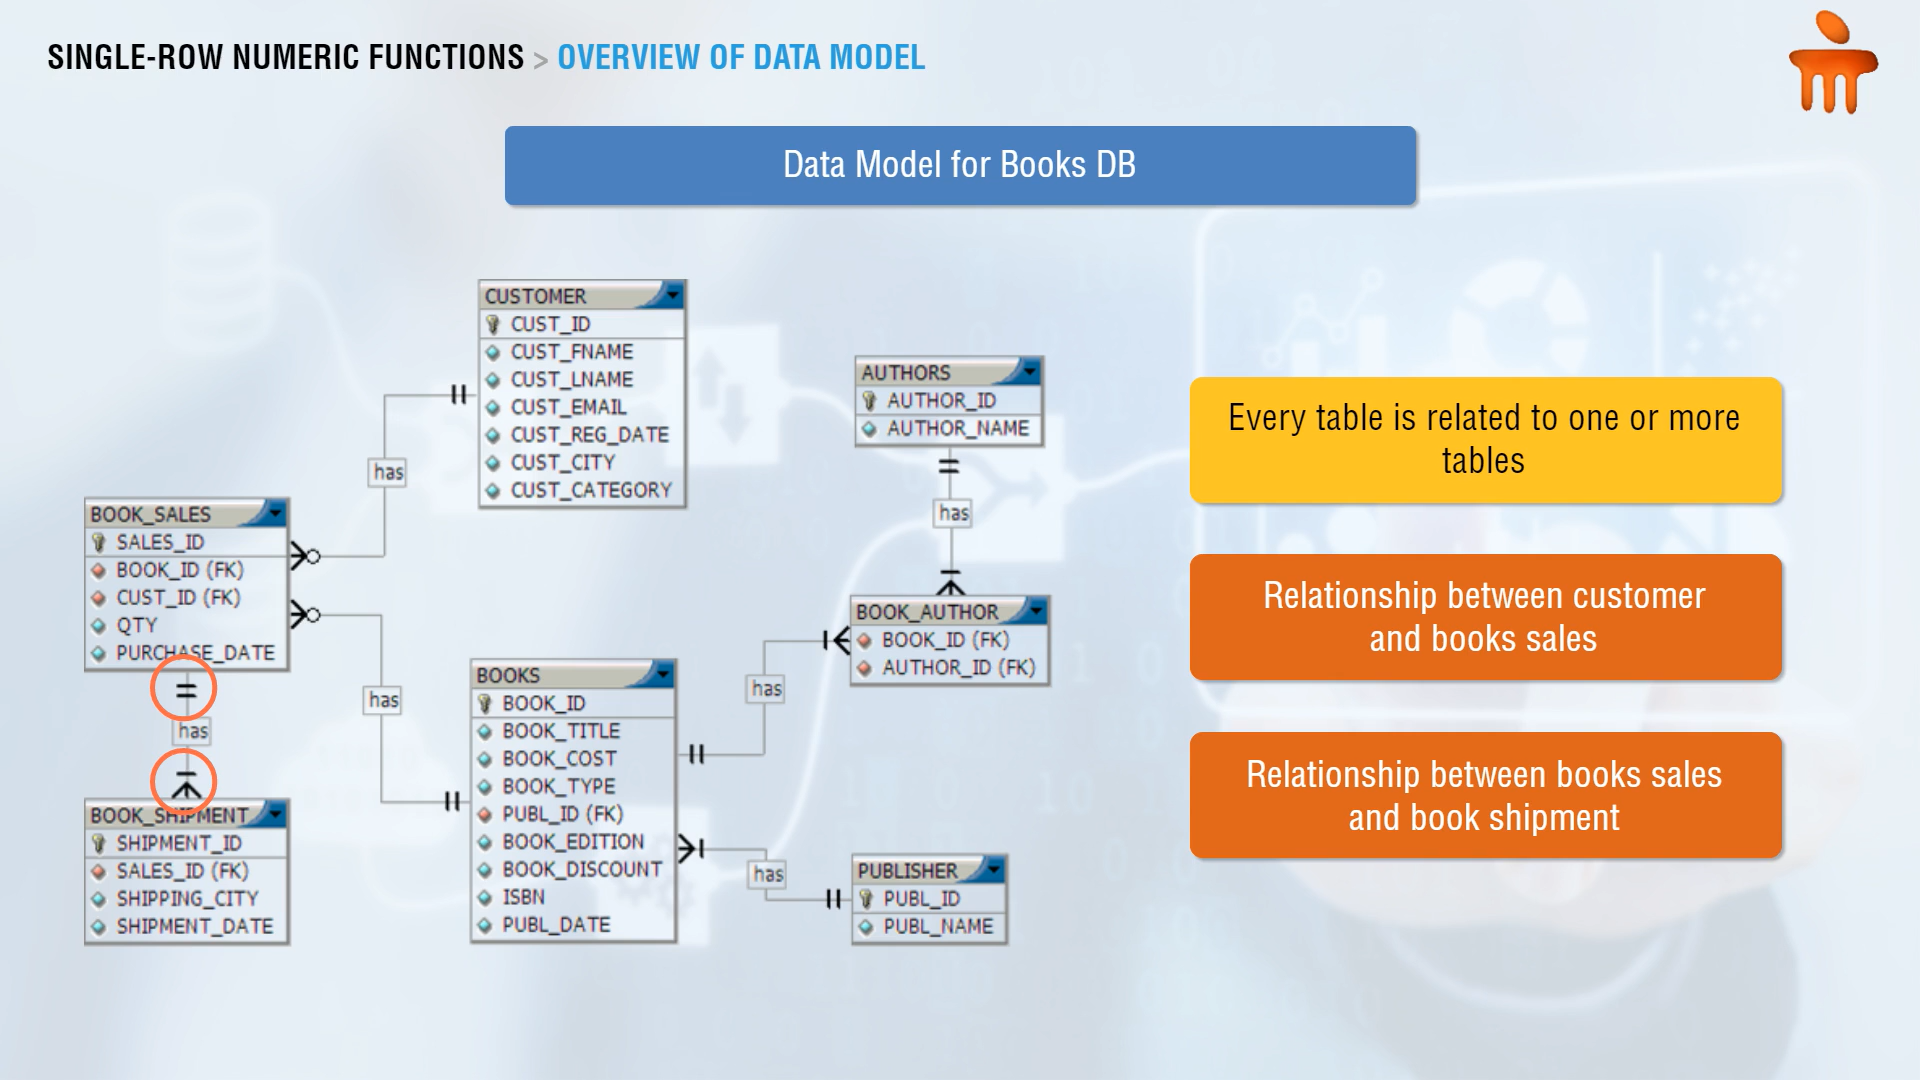 SINGLE-ROW NUMERIC FUNCTIONS > OVERVIEW OF DATA MODEL
Data Model for Books DB
CUSTOMER
CUST_ID
CUST_FNAME
CUST_LNAME
CUST_EMAIL
CUST_REG_DATE
CUST_CITY
CUST_CATEGORY
has
BOOK_SALES
SALES_ID
BOOK_ID (FK)
CUST_ID (FK)
QTY
PURCHASE_DATE
has
BOOK_SHIPMENT
SHIPMENT_ID
SALES_ID (FK)
SHIPPING_CITY
SHIPMENT_DATE
has
BOOKS
BOOK_ID
BOOK_TITLE
BOOK_COST
BOOK_TYPE
PUBL_ID (FK)
BOOK_EDITION
BOOK_DISCOUNT
ISBN
PUBL_DATE
AUTHORS
AUTHOR_ID
AUTHOR_NAME
has
BOOK_AUTHOR
BOOK_ID (FK)
AUTHOR_ID (FK)
has
has
PUBLISHER
PUBL_ID
PUBL_NAME
Every table is related to one or more
tables
Relationship between customer
and books sales
Relationship between books sales
and book shipment